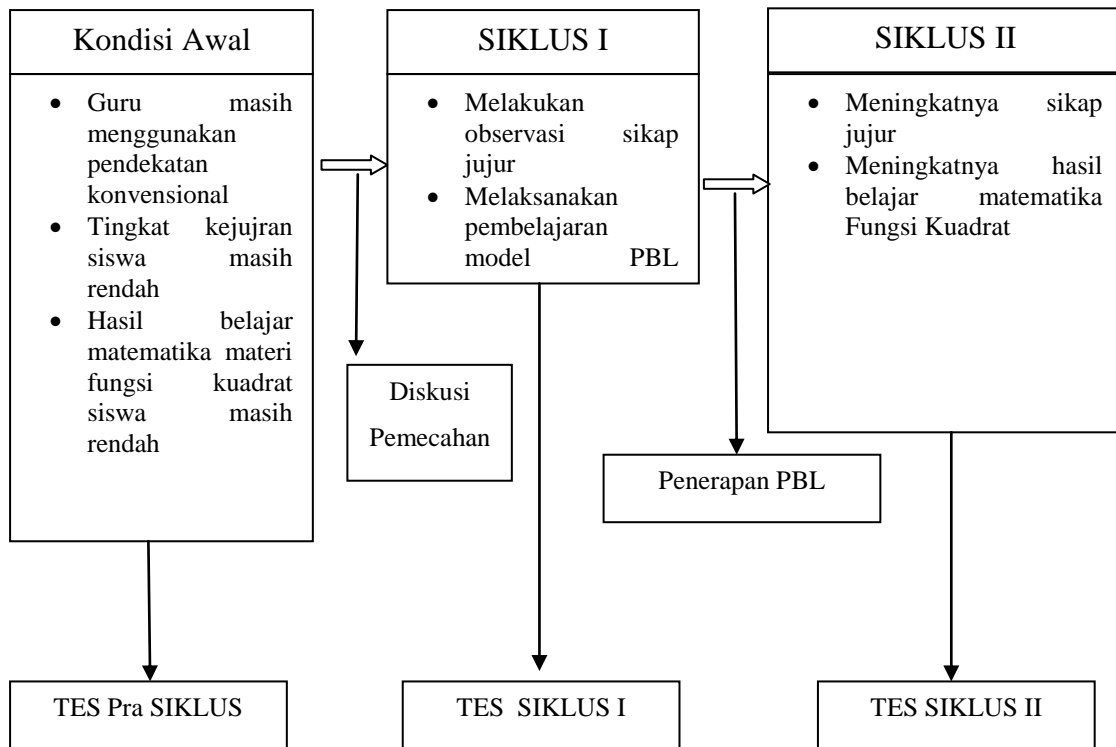 Kondisi Awal
• Guru masih
menggunakan
pendekatan
konvensional
• Tingkat kejujran
siswa masih
rendah
• Hasil belajar
matematika materi
fungsi kuadrat
siswa masih
rendah
SIKLUS I
• Melakukan
observasi sikap
jujur
• Melaksanakan
pembelajaran
model PBL
SIKLUS II
• Meningkatnya sikap
jujur
• Meningkatnya hasil
belajar matematika
Fungsi Kuadrat
Diskusi
Pemecahan
Penerapan PBL
TES Pra SIKLUS
TES SIKLUS I
TES SIKLUS II